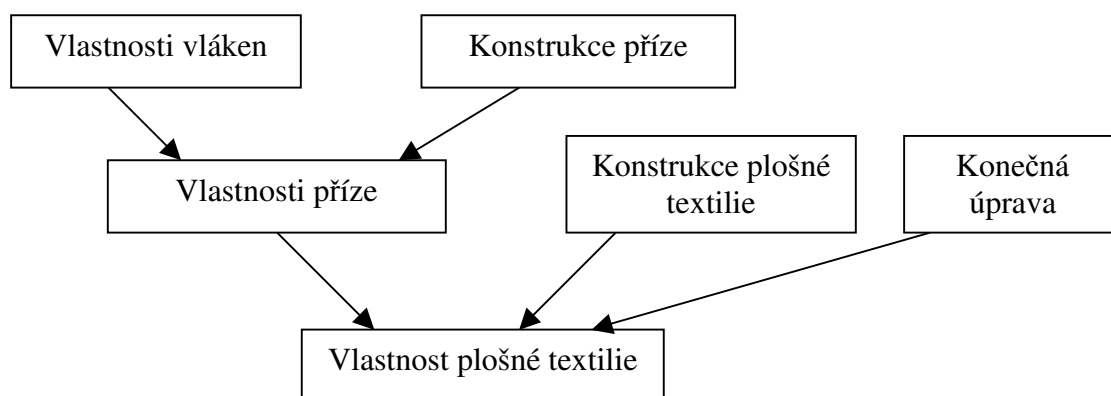 Vlastnosti vláken
Konstrukce příze
Vlastnosti příze
Konstrukce plošné
textilie
Konečná
úprava
Vlastnost plošné textilie